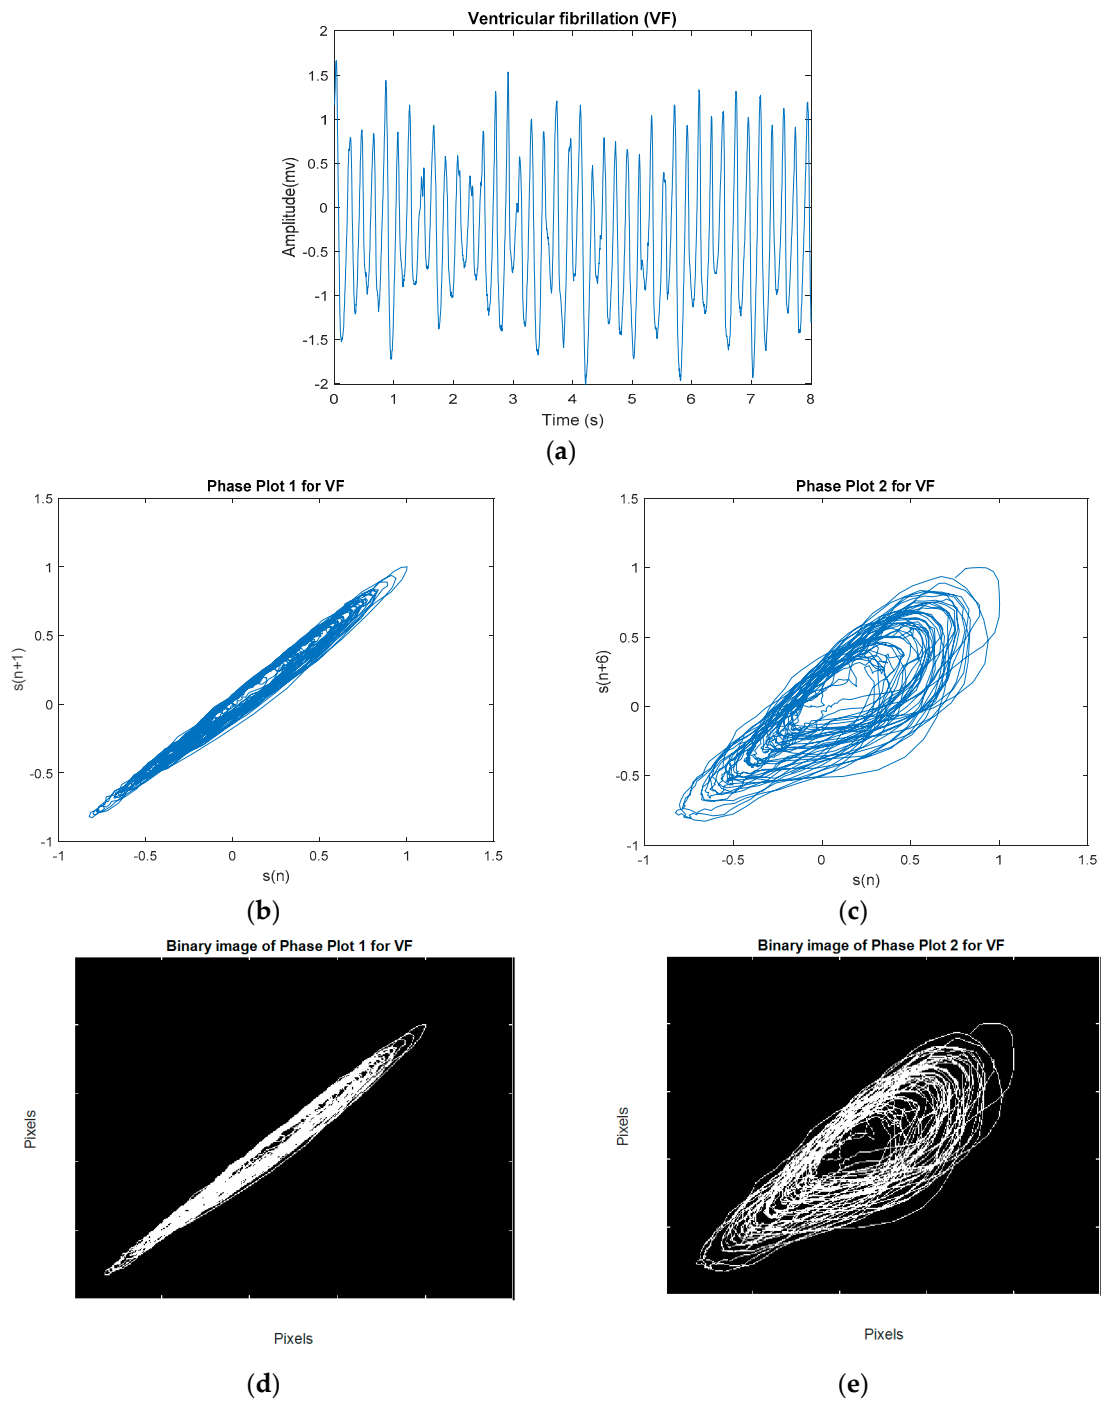 Ventricular fibrillation (VF)
2
1.5
1
0.5
0
-0.5
-1
-1.5
-2
Amplitude(mv)
0 1 2 3 4 5 6 7 8
Time (s)
(a)
Phase Plot 1 for VF
1.5
1
0.5
0
-0.5
-1
s(n+1)
-1 -0.5 0 0.5 1 1.5
s(n)
(b)
Phase Plot 2 for VF
1.5
1
0.5
0
-0.5
-1
s(n+6)
-1 -0.5 0 0.5 1 1.5
s(n)
(c)
Binary image of Phase Plot 1 for VF
Pixels
Pixels
(d)
Binary image of Phase Plot 2 for VF
Pixels
Pixels
(e)